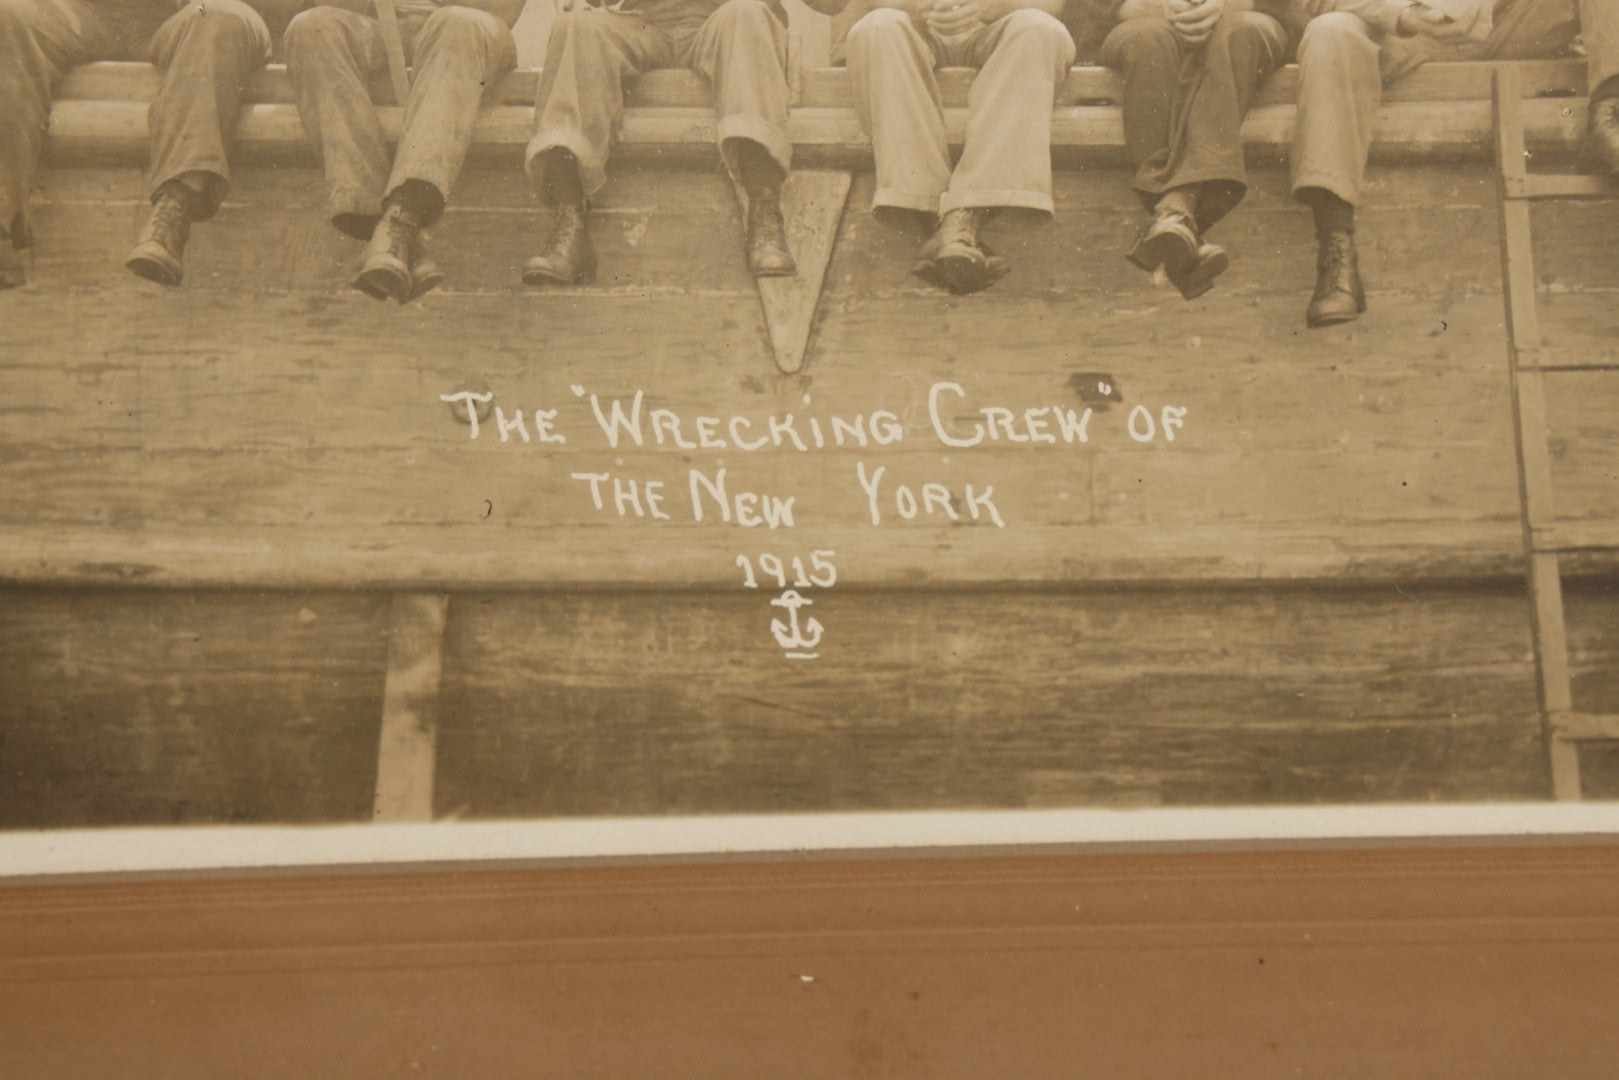 The "Wrecking Crew" of
the New York
1915